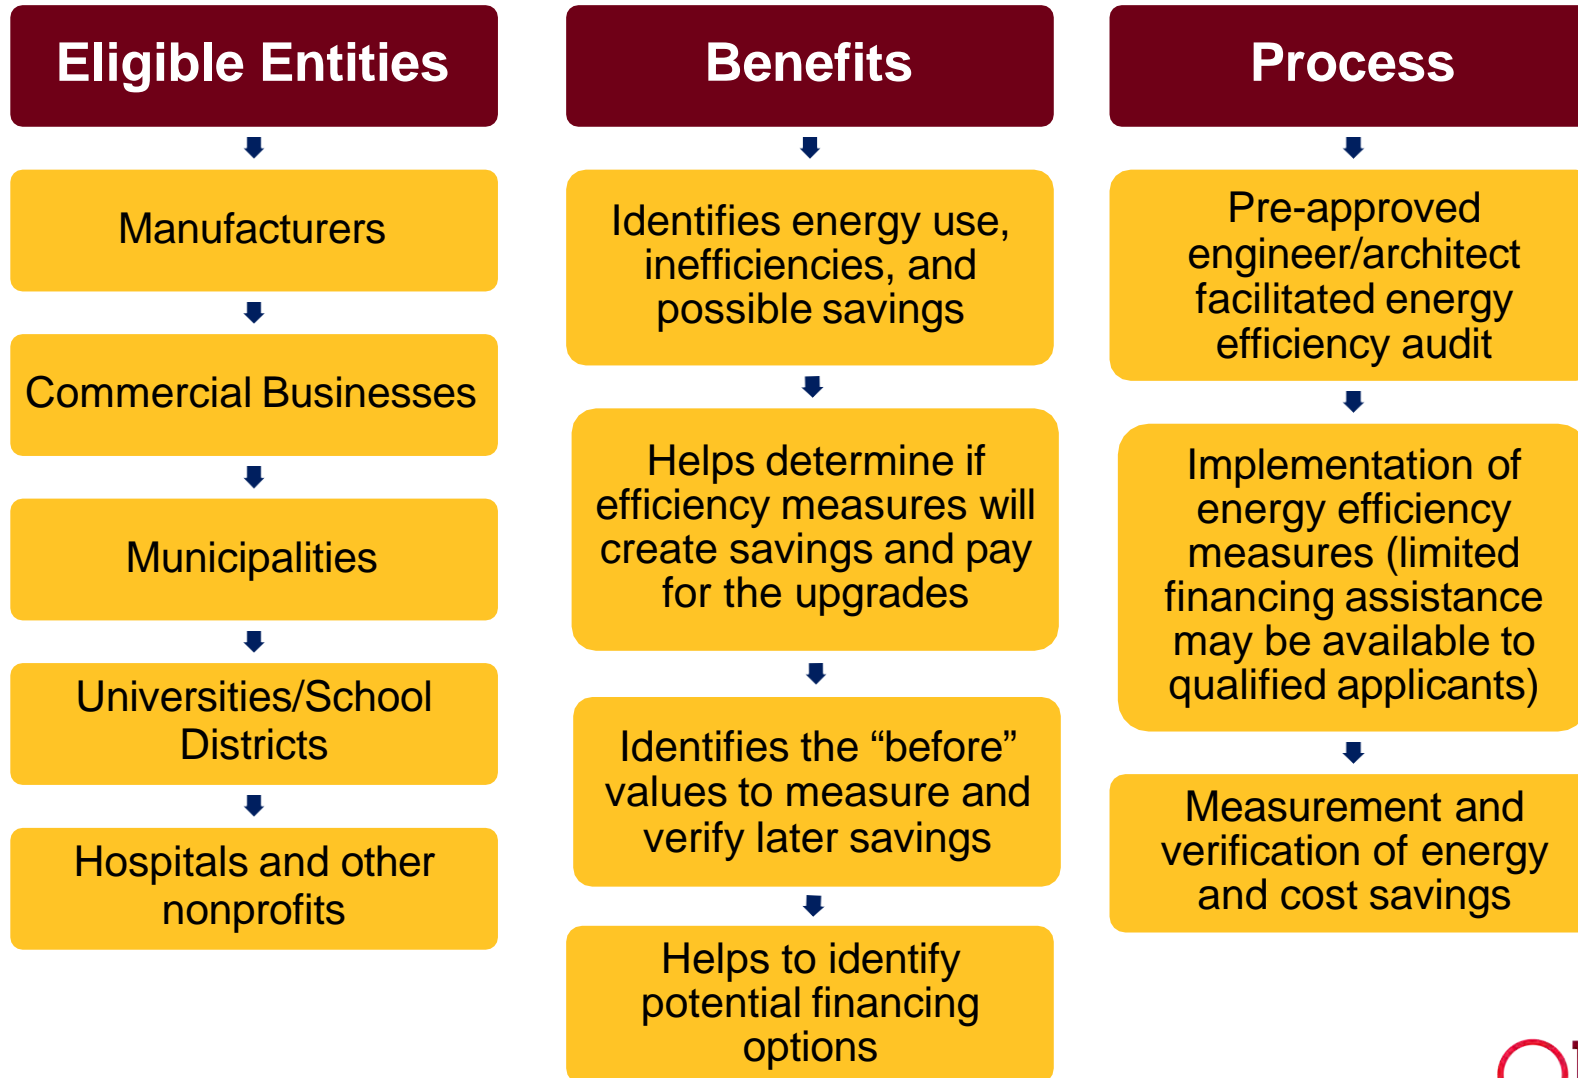 Eligible Entities
Manufacturers
Commercial Businesses
Municipalities
Universities/School
Districts
Hospitals and other
nonprofits
Benefits
Identifies energy use,
inefficiencies, and
possible savings
Helps determine if
efficiency measures will
create savings and pay
for the upgrades
Identifies the “before”
values to measure and
verify later savings
Helps to identify
potential financing
options
Process
Pre-approved
engineer/architect
facilitated energy
efficiency audit
Implementation of
energy efficiency
measures (limited
financing assistance
may be available to
qualified applicants)
Measurement and
verification of energy
and cost savings